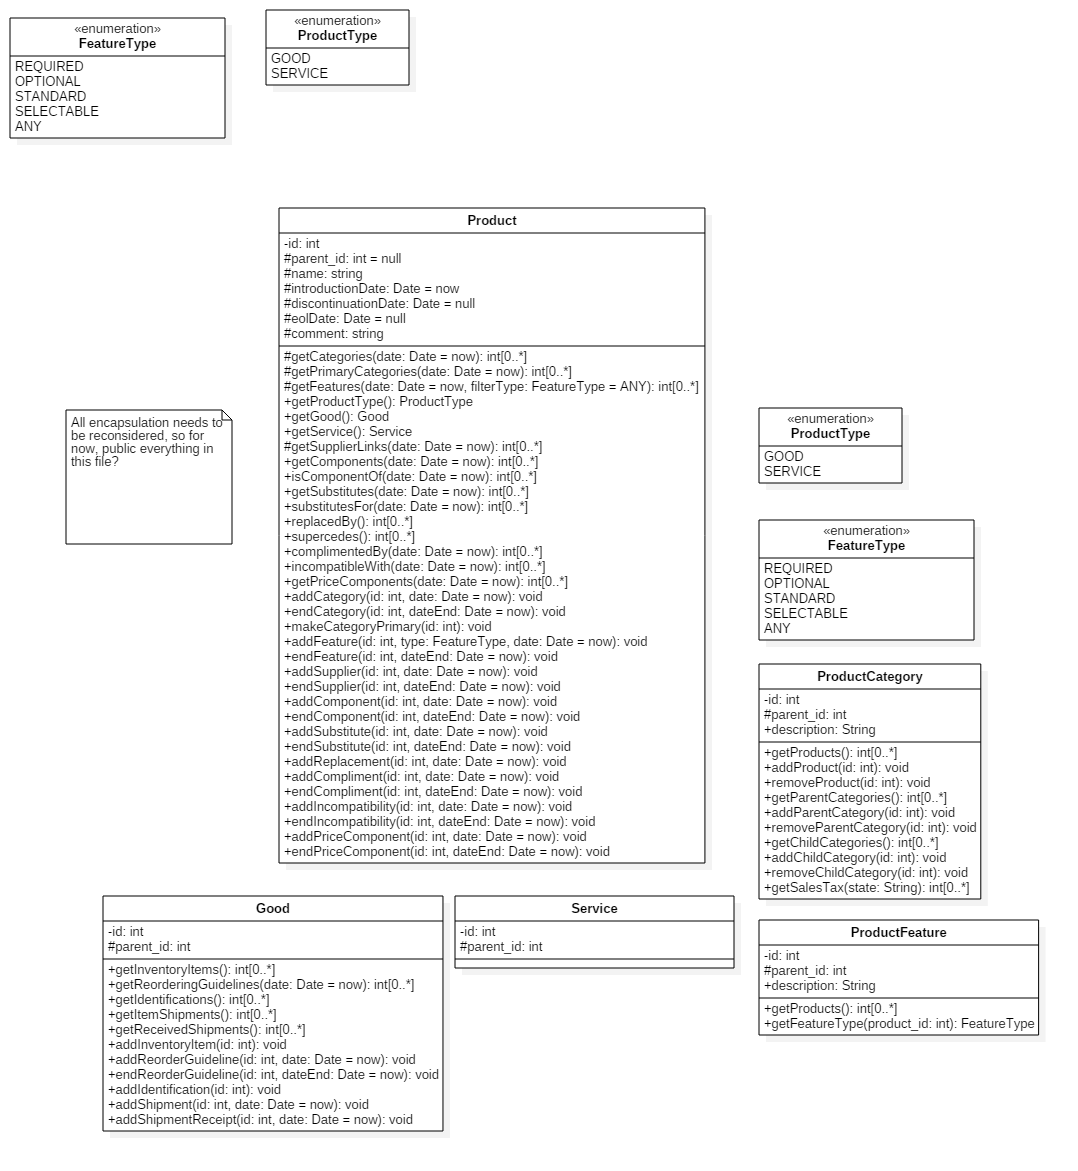 «enumeration»
FeatureType
REQUIRED
OPTIONAL
STANDARD
SELECTABLE
ANY
«enumeration»
ProductType
GOOD
SERVICE
Product
-id: int
#parent_id: int = null
#name: string
#introductionDate: Date = now
#discontinuationDate: Date = null
#eolDate: Date = null
#comment: string
#getCategories(date: Date = now): int[0..*]
#getPrimaryCategories(date: Date = now): int[0..*]
#getFeatures(date: Date = now, filterType: FeatureType = ANY): int[0..*]
+getProductType(): ProductType
+getGood(): Good
+getService(): Service
#getSupplierLinks(date: Date = now): int[0..*]
+getComponents(date: Date = now): int[0..*]
+isComponentOf(date: Date = now): int[0..*]
+getSubstitutes(date: Date = now): int[0..*]
+substitutesFor(date: Date = now): int[0..*]
+replacedBy(): int[0..*]
+supercedes(): int[0..*]
+complimentedBy(date: Date = now): int[0..*]
+incompatibleWith(date: Date = now): int[0..*]
+getPriceComponents(date: Date = now): int[0..*]
+addCategory(id: int, date: Date = now): void
+endCategory(id: int, dateEnd: Date = now): void
+makeCategoryPrimary(id: int): void
+addFeature(id: int, type: FeatureType, date: Date = now): void
+endFeature(id: int, dateEnd: Date = now): void
+addSupplier(id: int, date: Date = now): void
+endSupplier(id: int, dateEnd: Date = now): void
+addComponent(id: int, date: Date = now): void
+endComponent(id: int, dateEnd: Date = now): void
+addSubstitute(id: int, date: Date = now): void
+endSubstitute(id: int, dateEnd: Date = now): void
+addReplacement(id: int, date: Date = now): void
+addCompliment(id: int, date: Date = now): void
+endCompliment(id: int, dateEnd: Date = now): void
+addIncompatibility(id: int, date: Date = now): void
+endIncompatibility(id: int, dateEnd: Date = now): void
+addPriceComponent(id: int, date: Date = now): void
+endPriceComponent(id: int, dateEnd: Date = now): void
All encapsulation needs to
be reconsidered, so for
now, public everything in
this file?
«enumeration»
ProductType
GOOD
SERVICE
«enumeration»
FeatureType
REQUIRED
OPTIONAL
STANDARD
SELECTABLE
ANY
ProductCategory
-id: int
#parent_id: int
+description: String
+getProducts(): int[0..*]
+addProduct(id: int): void
+removeProduct(id: int): void
+getParentCategories(): int[0..*]
+addParentCategory(id: int): void
+removeParentCategory(id: int): void
+getChildCategories(): int[0..*]
+addChildCategory(id: int): void
+removeChildCategory(id: int): void
+getSalesTax(state: String): int[0..*]
Good
-id: int
#parent_id: int
+getInventoryItems(): int[0..*]
+getReorderingGuidelines(date: Date = now): int[0..*]
+getIdentifications(): int[0..*]
+getItemShipments(): int[0..*]
+getReceivedShipments(): int[0..*]
+addInventoryItem(id: int): void
+addReorderGuideline(id: int, date: Date = now): void
+endReorderGuideline(id: int, dateEnd: Date = now): void
+addIdentification(id: int): void
+addShipment(id: int, date: Date = now): void
+addShipmentReceipt(id: int, date: Date = now): void
Service
-id: int
#parent_id: int
ProductFeature
-id: int
#parent_id: int
+description: String
+getProducts(): int[0..*]
+getFeatureType(product_id: int): FeatureType